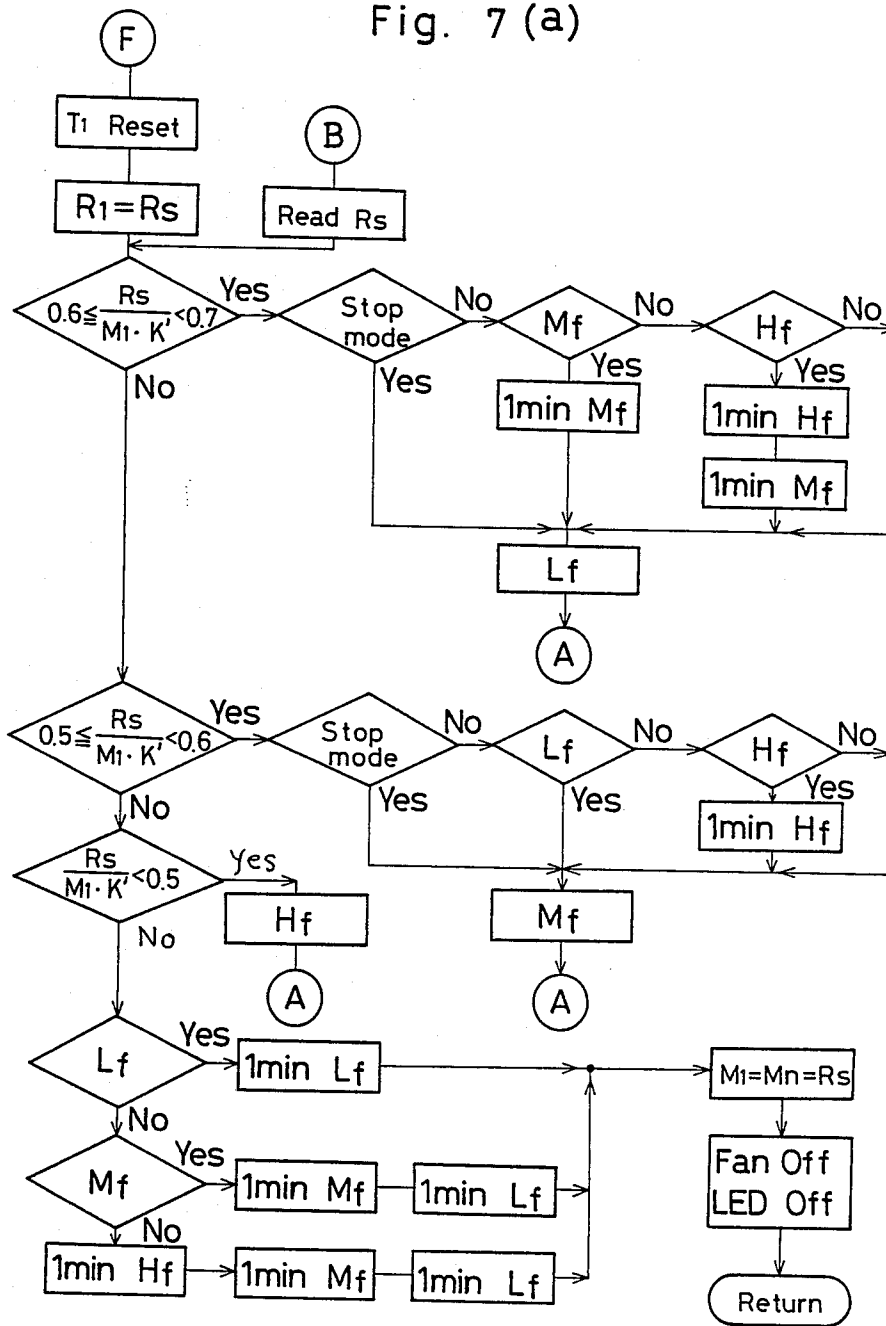 Fig. 7 (a)
F
T1 Reset
B
R1=Rs
Read Rs
0.6≦ Rs / M1·K' <0.7
Yes
Stop mode
No
Mf
No
Hf
No
No
Yes
Yes
Yes
1min Mf
1min Hf
1min Mf
Lf
A
0.5≦ Rs / M1·K' <0.6
Yes
Stop mode
No
Lf
No
Hf
No
No
Yes
Yes
Yes
1min Hf
Rs / M1·K' <0.5
Yes
Hf
Mf
No
A
A
Lf
Yes
1min Lf
M1=Mn=Rs
No
Mf
Yes
1min Mf
1min Lf
Fan Off
LED Off
No
1min Hf
1min Mf
1min Lf
Return